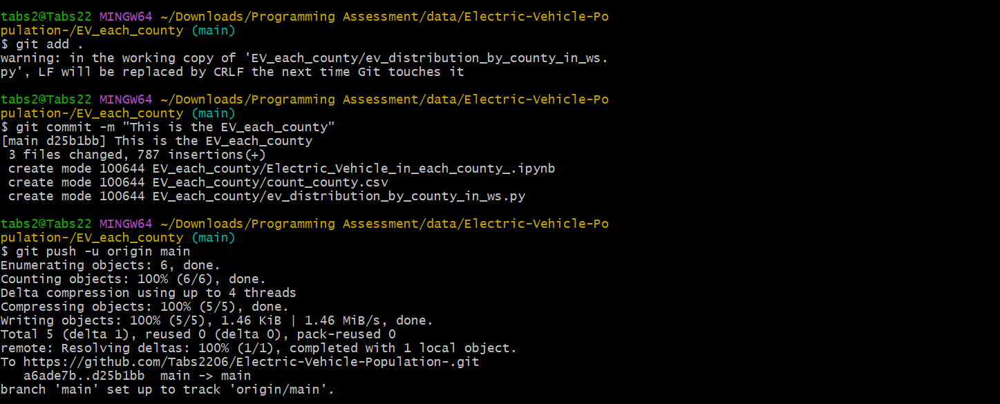 tabs2@Tabs22 MINGW64 ~/Downloads/Programming Assessment/data/Electric-Vehicle-Po
pulation-/EV_each_county (main)
$ git add .
warning: in the working copy of 'EV_each_county/ev_distribution_by_county_in_ws.
py', LF will be replaced by CRLF the next time Git touches it
tabs2@Tabs22 MINGW64 ~/Downloads/Programming Assessment/data/Electric-Vehicle-Po
pulation-/EV_each_county (main)
$ git commit -m "This is the EV_each_county"
[main d25b1bb] This is the EV_each_county
 3 files changed, 787 insertions(+)
 create mode 100644 EV_each_county/Electric_Vehicle_in_each_county_.ipynb
 create mode 100644 EV_each_county/count_county.csv
 create mode 100644 EV_each_county/ev_distribution_by_county_in_ws.py
tabs2@Tabs22 MINGW64 ~/Downloads/Programming Assessment/data/Electric-Vehicle-Po
pulation-/EV_each_county (main)
$ git push -u origin main
Enumerating objects: 6, done.
Counting objects: 100% (6/6), done.
Delta compression using up to 4 threads
Compressing objects: 100% (5/5), done.
Writing objects: 100% (5/5), 1.46 KiB | 1.46 MiB/s, done.
Total 5 (delta 1), reused 0 (delta 0), pack-reused 0
remote: Resolving deltas: 100% (1/1), completed with 1 local object.
To https://github.com/Tabs2206/Electric-Vehicle-Population-.git
   a6ade7b..d25b1bb  main -> main
branch 'main' set up to track 'origin/main'.